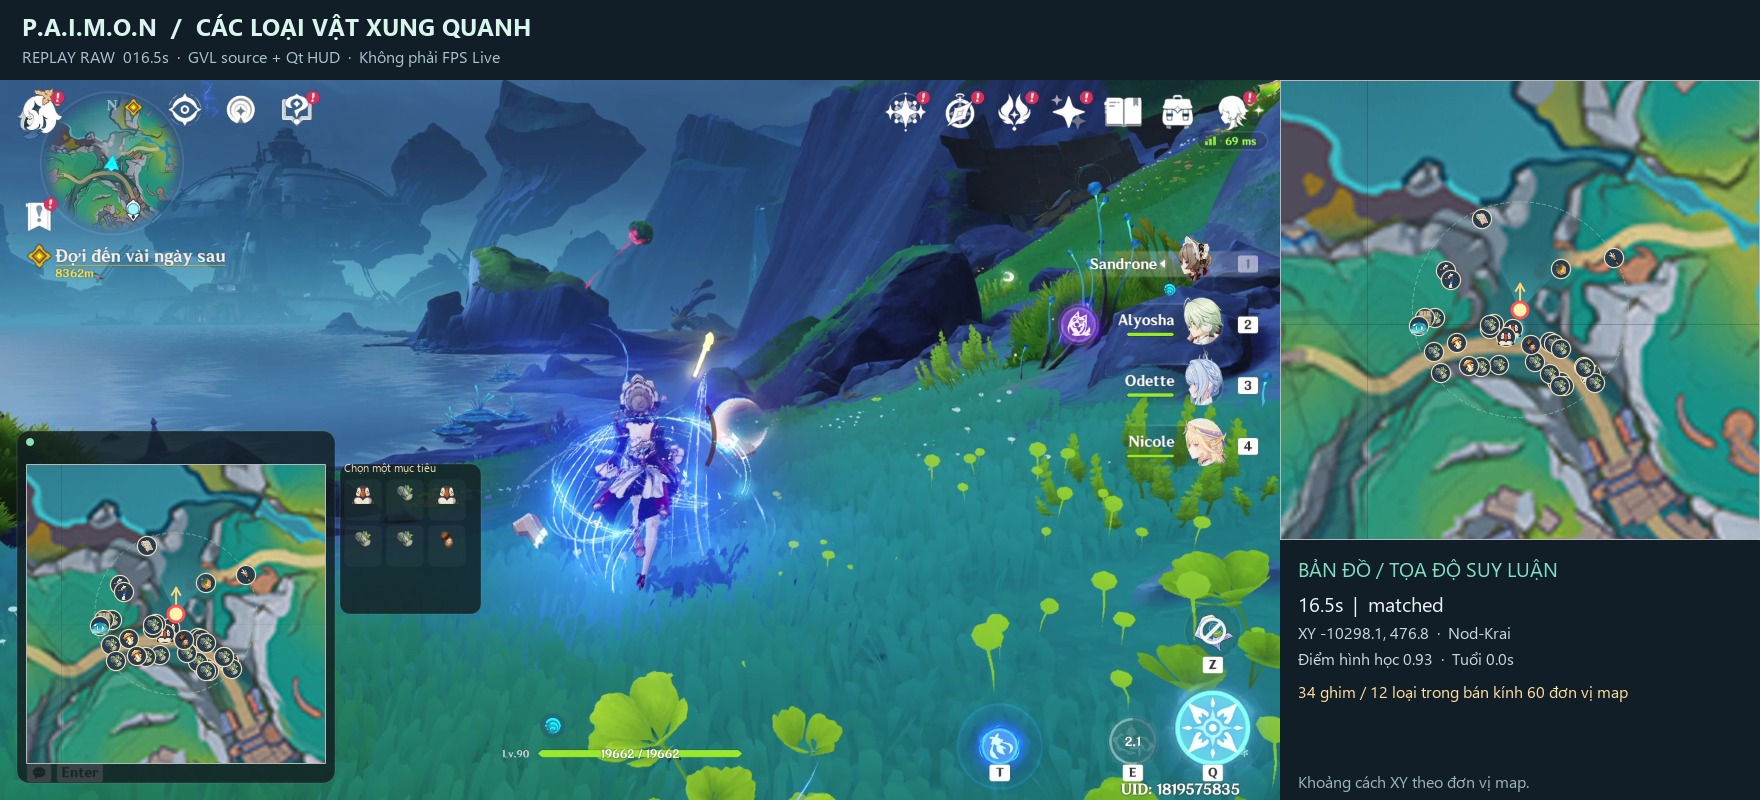 P.A.I.M.O.N / CÁC LOẠI VẬT XUNG QUANH
REPLAY RAW 016.5s · GVL source + Qt HUD · Không phải FPS Live
N
69 ms
Đợi đến vài ngày sau
8362m
Sandrone
1
Alyosha
2
Odette
3
Nicole
4
Chọn một mục tiêu
Enter
Z
Lv.90
19662 / 19662
2.1
T
E
Q
UID: 1819575835
BẢN ĐỒ / TỌA ĐỘ SUY LUẬN
16.5s | matched
XY -10298.1, 476.8 · Nod-Krai
Điểm hình học 0.93 · Tuổi 0.0s
34 ghim / 12 loại trong bán kính 60 đơn vị map
Khoảng cách XY theo đơn vị map.